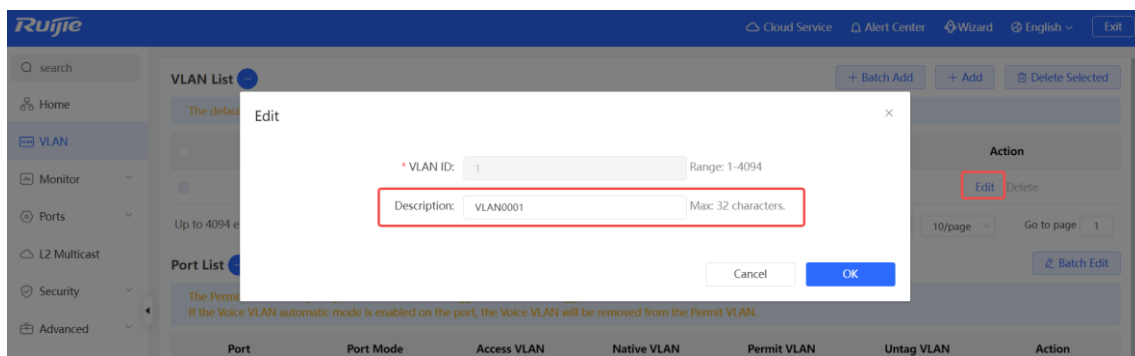 Ruijie
Cloud Service Alert Center Wizard English Exit
search
VLAN List
+ Batch Add + Add Delete Selected
Home
The defau
Edit
VLAN
Action
* VLAN ID: 1 Range: 1-4094
Monitor
Edit Delete
Description: VLAN0001 Max: 32 characters.
Ports
Up to 4094 e
10/page Go to page 1
L2 Multicast
Port List
Cancel OK
Batch Edit
Security
The Permi
If the Voice VLAN automatic mode is enabled on the port, the Voice VLAN will be removed from the Permit VLAN.
Advanced
Port Port Mode Access VLAN Native VLAN Permit VLAN Untag VLAN Action